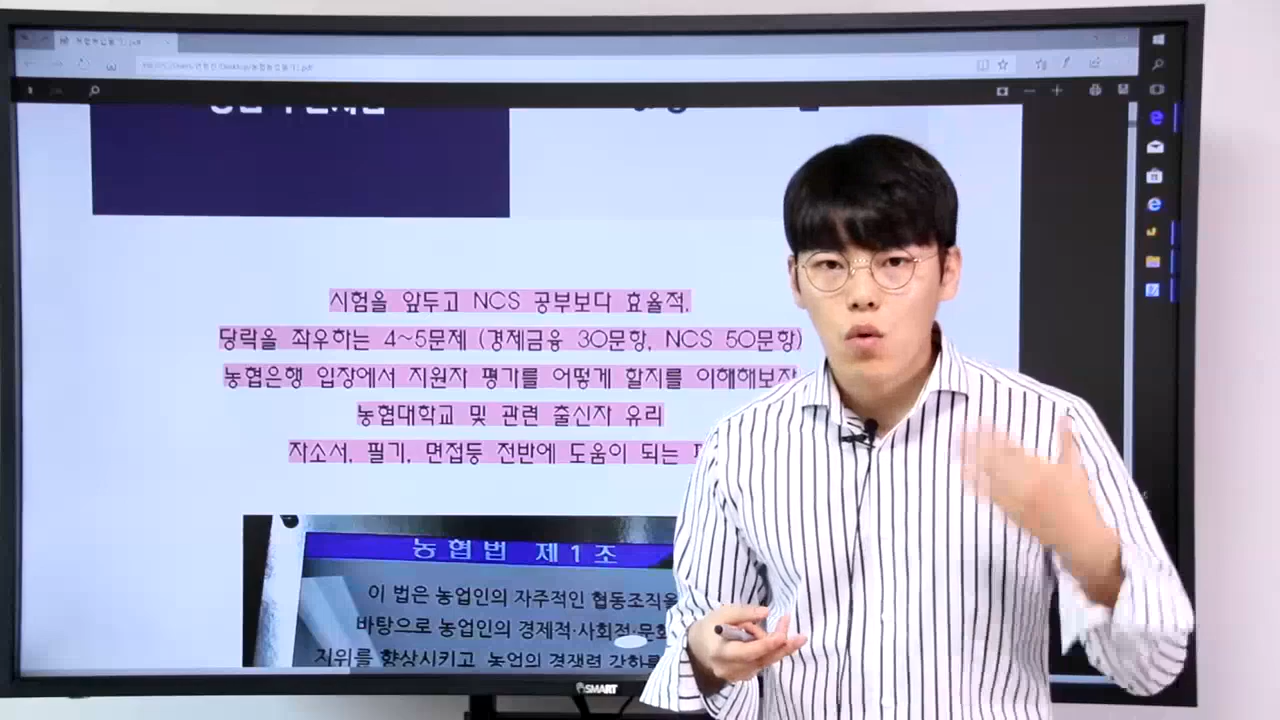 시험을 앞두고 NCS 공부보다 효율적.
당락을 좌우하는 4~5문제 (경제금융 30문항, NCS 50문항)
농협은행 입장에서 지원자 평가를 어떻게 할지를 이해해보자
농협대학교 및 관련 출신자 유리
자소서, 필기, 면접등 전반에 도움이 되는
농협법 제1조
이 법은 농업인의 자주적인 협동조직을
바탕으로 농업인의 경제적·사회적·문화
지위를 향상시키고, 농업의 경쟁력 강화를
SMART